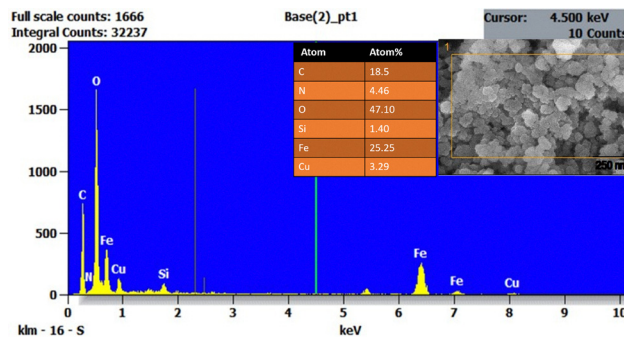 Full scale counts: 1666
Integral Counts: 32237
Base(2)_pt1
Cursor: 4.500 keV
10 Counts
2000
1500
1000
500
0
O
C
N
Fe
Cu
Si
Fe
Fe
Cu
Atom Atom%
C 18.5
N 4.46
O 47.10
Si 1.40
Fe 25.25
Cu 3.29
1
250 nm
0 1 2 3 4 5 6 7 8 9 10
klm - 16 - S
keV